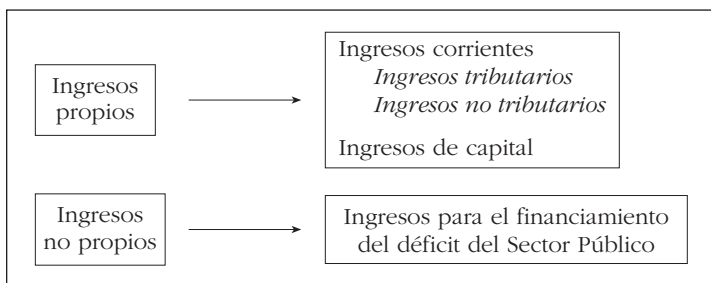 Ingresos
propios
Ingresos corrientes
Ingresos tributarios
Ingresos no tributarios
Ingresos de capital
Ingresos
no propios
Ingresos para el financiamiento
del déficit del Sector Público